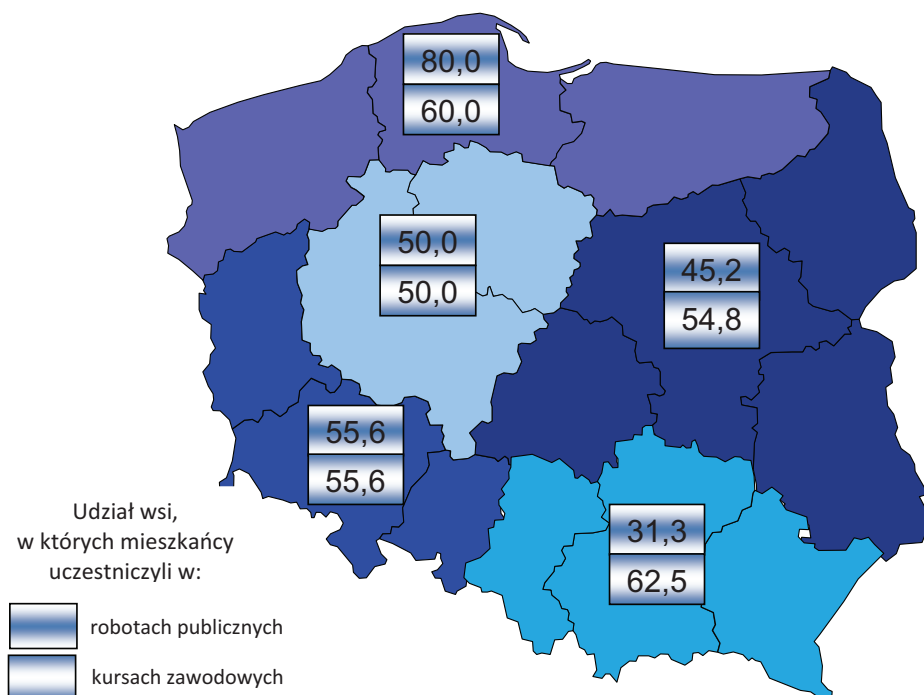 80,0
60,0
50,0
50,0
45,2
54,8
55,6
55,6
31,3
62,5
Udział wsi,
w których mieszkańcy
uczestniczyli w:
robotach publicznych
kursach zawodowych